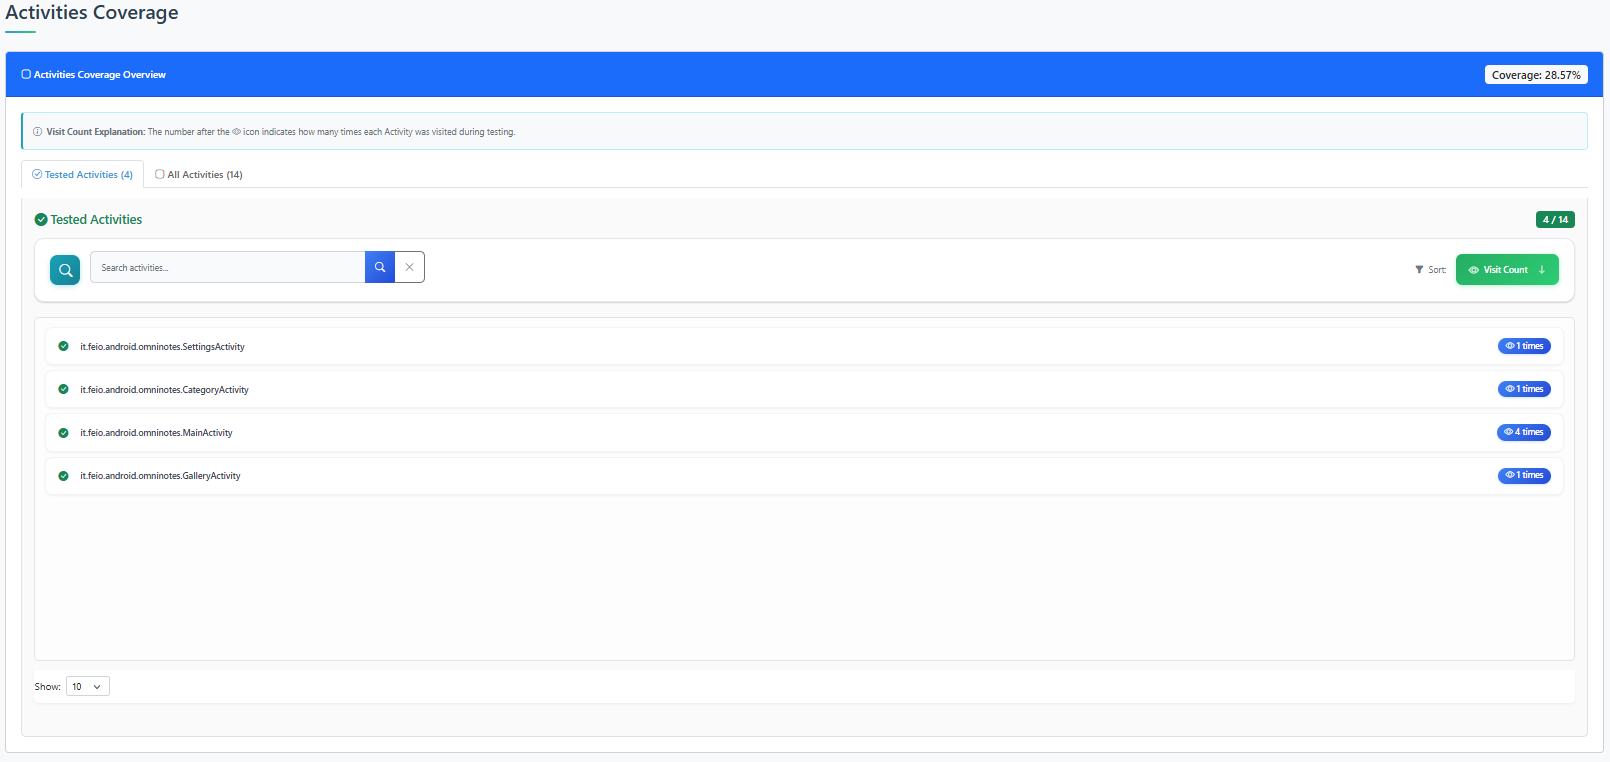 Activities Coverage
Activities Coverage Overview
Coverage: 28.57%
Visit Count Explanation: The number after the icon indicates how many times each Activity was visited during testing.
Tested Activities (4)
All Activities (14)
Tested Activities
4 / 14
Search activities...
Sort:
Visit Count
it.feio.android.omninotes.SettingsActivity
1 times
it.feio.android.omninotes.CategoryActivity
1 times
it.feio.android.omninotes.MainActivity
4 times
it.feio.android.omninotes.GalleryActivity
1 times
Show: 10